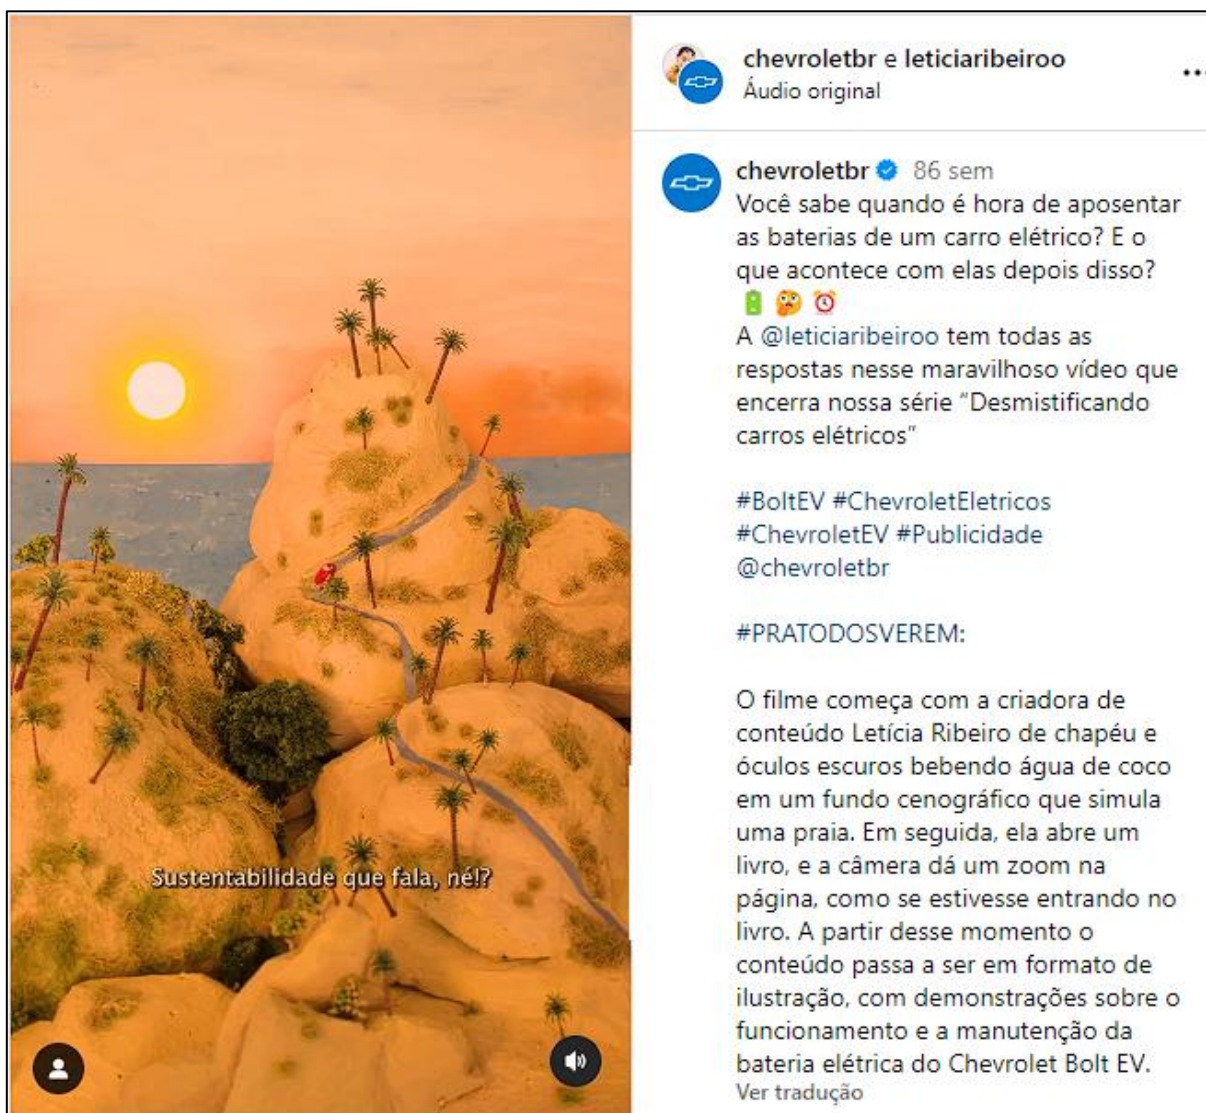 chevroletbr e leticiaribeiroo
Áudio original
chevroletbr 86 sem
Você sabe quando é hora de aposentar
as baterias de um carro elétrico? E o
que acontece com elas depois disso?
🔋 🤔 ⏰
A @leticiaribeiroo tem todas as
respostas nesse maravilhoso vídeo que
encerra nossa série “Desmistificando
carros elétricos”
#BoltEV #ChevroletEletricos
#ChevroletEV #Publicidade
@chevroletbr
#PRATODOSVEREM:
O filme começa com a criadora de
conteúdo Letícia Ribeiro de chapéu e
óculos escuros bebendo água de coco
em um fundo cenográfico que simula
uma praia. Em seguida, ela abre um
livro, e a câmera dá um zoom na
página, como se estivesse entrando no
livro. A partir desse momento o
conteúdo passa a ser em formato de
ilustração, com demonstrações sobre o
funcionamento e a manutenção da
bateria elétrica do Chevrolet Bolt EV.
Ver tradução
Sustentabilidade que fala, né!?